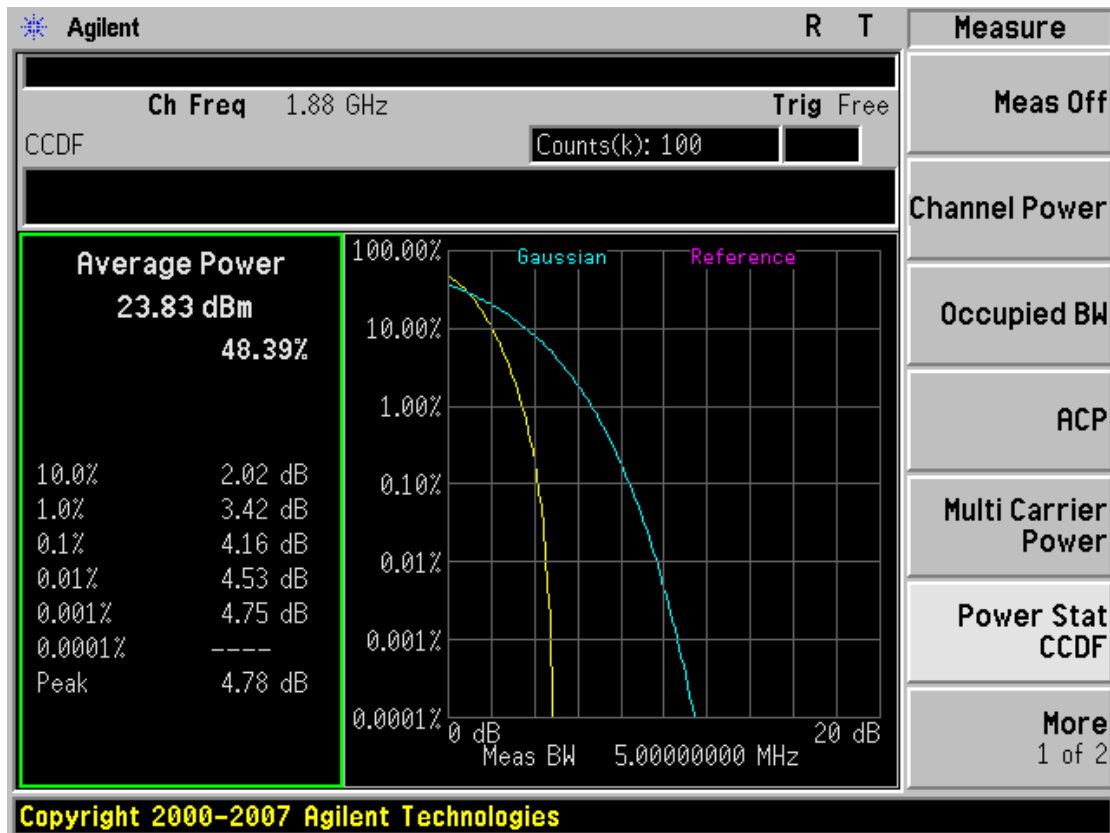 Agilent R T
Ch Freq 1.88 GHz Trig Free
CCDF Counts(k): 100
Average Power
23.83 dBm
48.39%
10.0% 2.02 dB
1.0% 3.42 dB
0.1% 4.16 dB
0.01% 4.53 dB
0.001% 4.75 dB
0.0001% ----
Peak 4.78 dB
Gaussian Reference
100.00%
10.00%
1.00%
0.10%
0.01%
0.001%
0.0001%
0 dB 20 dB
Meas BW 5.00000000 MHz
Measure
Meas Off
Channel Power
Occupied BW
ACP
Multi Carrier
Power
Power Stat
CCDF
More
1 of 2
Copyright 2000-2007 Agilent Technologies